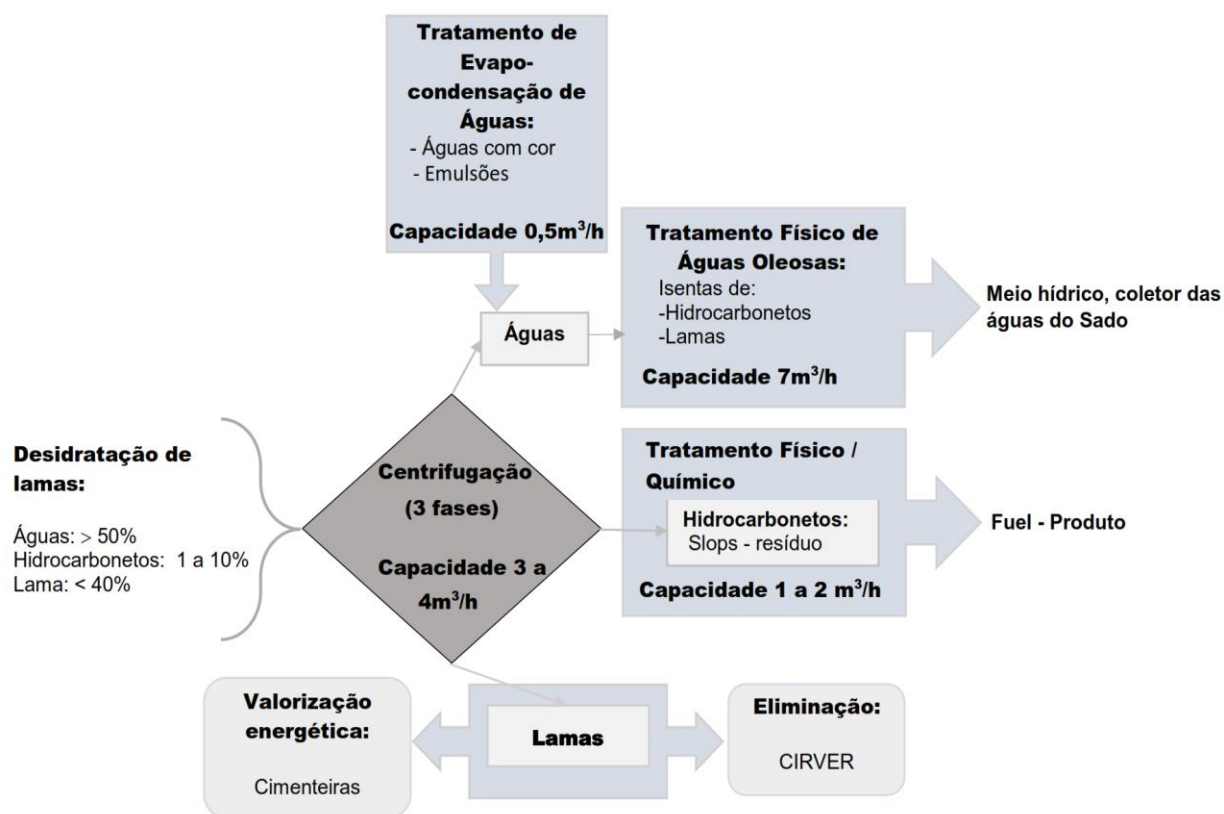 Tratamento de
Evapo-
condensação de
Águas:
- Águas com cor
- Emulsões
Capacidade 0,5m³/h
Tratamento Físico de
Águas Oleosas:
Isentas de:
-Hidrocarbonetos
-Lamas
Capacidade 7m³/h
Meio hídrico, coletor das
águas do Sado
Águas
Desidratação de
lamas:
Águas: > 50%
Hidrocarbonetos: 1 a 10%
Lama: < 40%
Centrifugação
(3 fases)
Capacidade 3 a
4m³/h
Tratamento Físico /
Químico
Hidrocarbonetos:
Slops - resíduo
Capacidade 1 a 2 m³/h
Fuel - Produto
Valorização
energética:
Cimenteiras
Lamas
Eliminação:
CIRVER